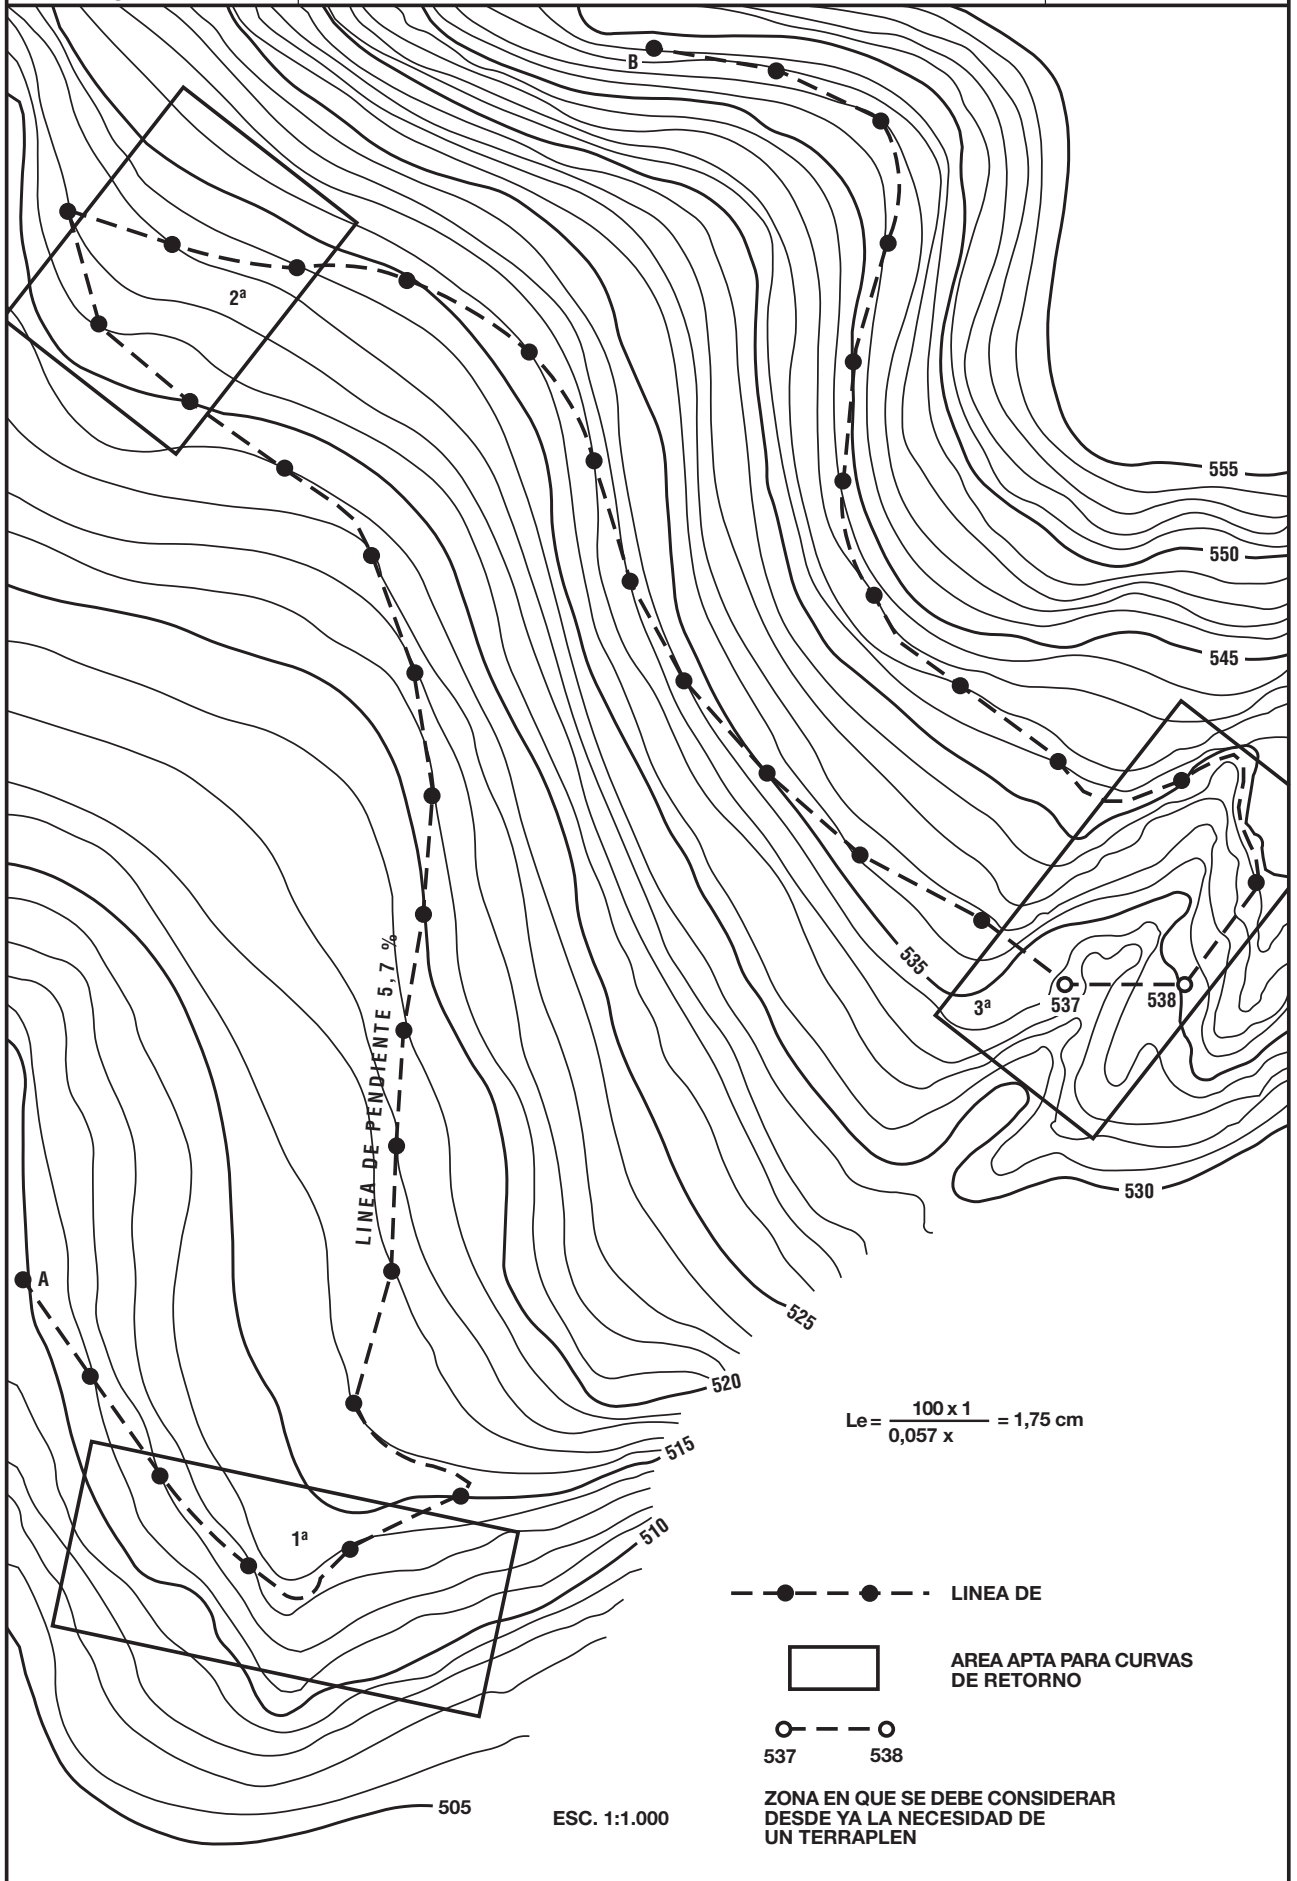 B
2ª
555
550
545
535
3ª
537
538
530
LINEA DE PENDIENTE 5,7 %
A
525
520
515
510
1ª
505
Le = 100 x 1 / 0,057 x = 1,75 cm
LINEA DE
AREA APTA PARA CURVAS
DE RETORNO
537 538
ZONA EN QUE SE DEBE CONSIDERAR
DESDE YA LA NECESIDAD DE
UN TERRAPLEN
ESC. 1:1.000